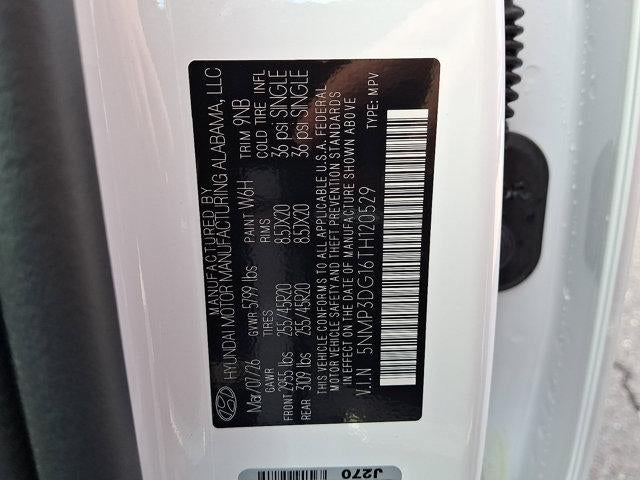 MANUFACTURED BY
HYUNDAI MOTOR MANUFACTURING ALABAMA, LLC
Mar/07/26 GVWR 5799 lbs PAINT W6H TRIM 9NB
GAWR TIRES RIMS COLD TIRE INFL
FRONT 2955 lbs 255/45R20 8.5JX20 36 psi SINGLE
REAR 3109 lbs 255/45R20 8.5JX20 36 psi SINGLE
THIS VEHICLE CONFORMS TO ALL APPLICABLE U.S.A. FEDERAL
MOTOR VEHICLE SAFETY AND THEFT PREVENTION STANDARDS
IN EFFECT ON THE DATE OF MANUFACTURE SHOWN ABOVE
V.I.N 5NMP3DG16TH120529 TYPE: MPV
J270